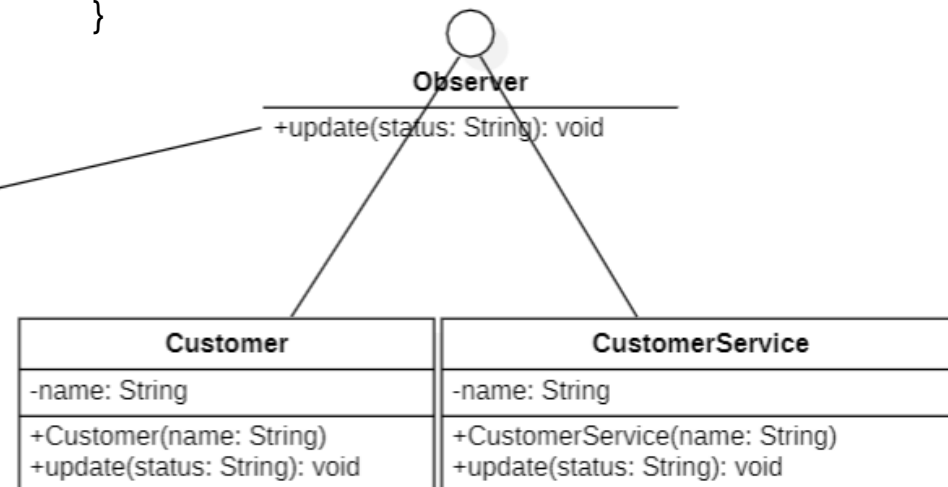 }
Observer
+update(status: String): void
Customer
-name: String
+Customer(name: String)
+update(status: String): void
CustomerService
-name: String
+CustomerService(name: String)
+update(status: String): void